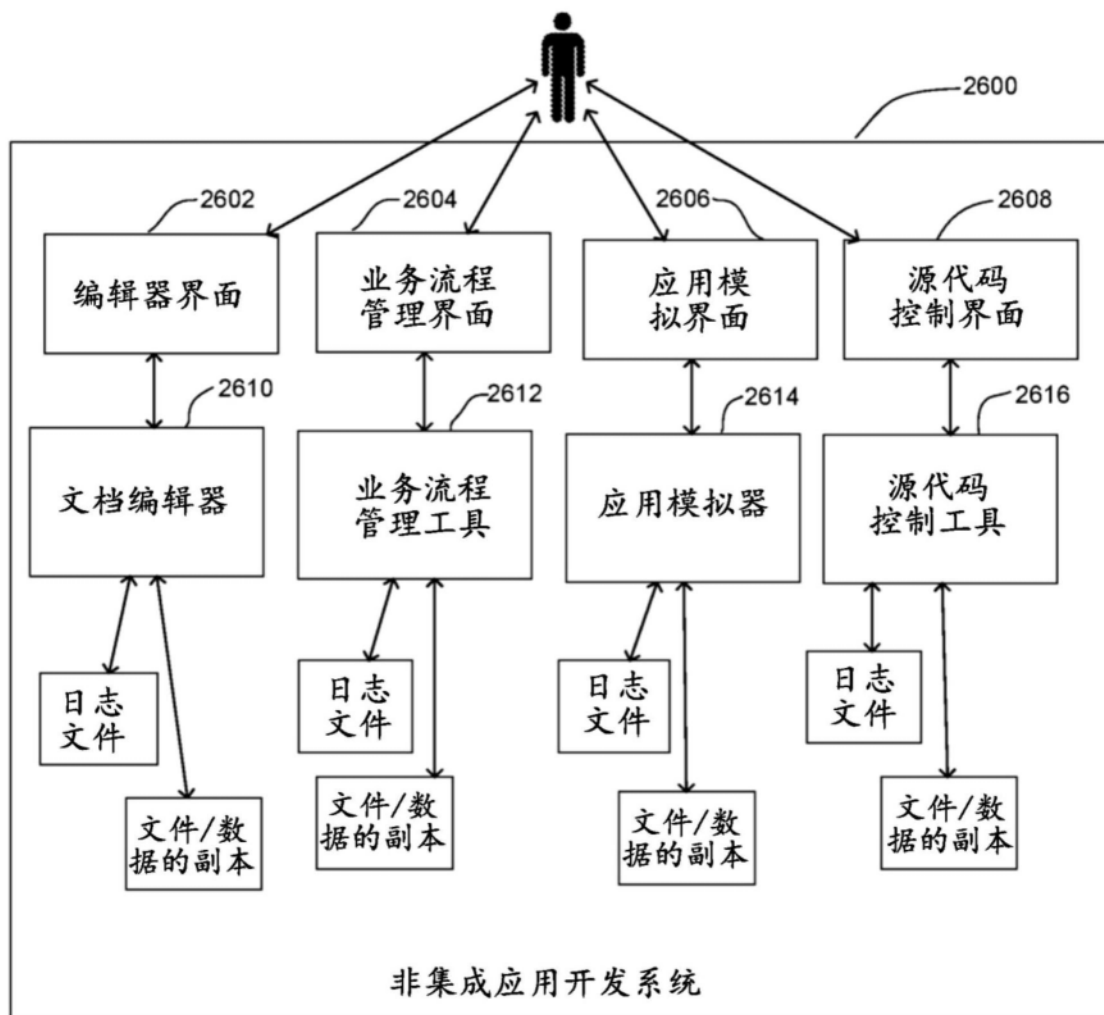 2600
2602
2604
2606
2608
编辑器界面
业务流程
管理界面
应用模
拟界面
源代码
控制界面
2610
2612
2614
2616
文档编辑器
业务流程
管理工具
应用模拟器
源代码
控制工具
日志
文件
日志
文件
日志
文件
日志
文件
文件/数
据的副本
文件/数
据的副本
文件/数
据的副本
文件/数
据的副本
非集成应用开发系统